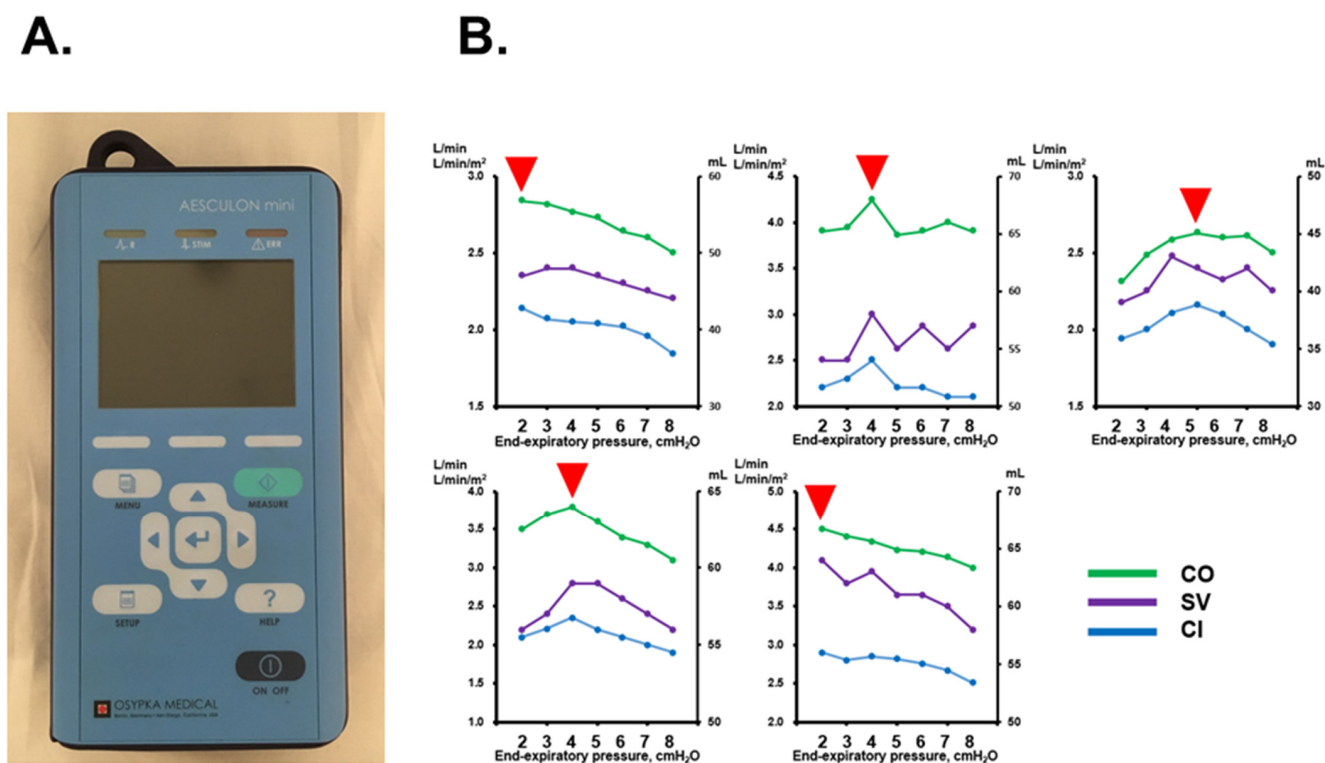 A.
B.
AESCULON mini
R
STIM
ERR
MENU
MEASURE
SETUP
?
HELP
ON OFF
OSYPKA MEDICAL
Berlin, Germany • San Diego, California, USA
L/min
L/min/m²
mL
3.0
2.5
2.0
1.5
60
50
40
30
2 3 4 5 6 7 8
End-expiratory pressure, cmH₂O
L/min
L/min/m²
mL
4.5
4.0
3.5
3.0
2.5
2.0
70
65
60
55
50
2 3 4 5 6 7 8
End-expiratory pressure, cmH₂O
L/min
L/min/m²
mL
3.0
2.5
2.0
1.5
50
45
40
35
30
2 3 4 5 6 7 8
End-expiratory pressure, cmH₂O
L/min
L/min/m²
mL
4.0
3.5
3.0
2.5
2.0
1.5
1.0
65
60
55
50
2 3 4 5 6 7 8
End-expiratory pressure, cmH₂O
L/min
L/min/m²
mL
5.0
4.5
4.0
3.5
3.0
2.5
2.0
70
65
60
55
50
2 3 4 5 6 7 8
End-expiratory pressure, cmH₂O
CO
SV
CI